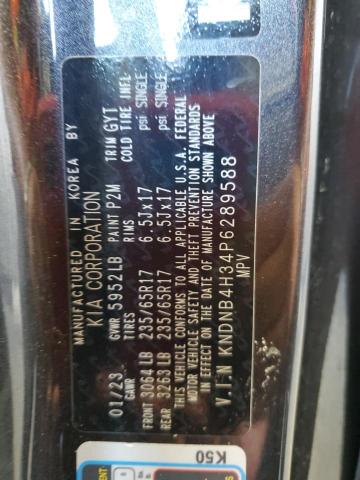 MANUFACTURED IN KOREA BY
KIA CORPORATION
01/23 GVWR 5952LB PAINT P2M TRIM GYT
GAWR TIRES RIMS COLD TIRE INFL
FRONT 3064 LB 235/65R17 6.5Jx17 psi SINGLE
REAR 3263 LB 235/65R17 6.5Jx17 psi SINGLE
THIS VEHICLE CONFORMS TO ALL APPLICABLE U.S.A. FEDERAL
MOTOR VEHICLE SAFETY AND THEFT PREVENTION STANDARDS
IN EFFECT ON THE DATE OF MANUFACTURE SHOWN ABOVE
V.I.N KNDNB4H34P6289588
MPV
K50